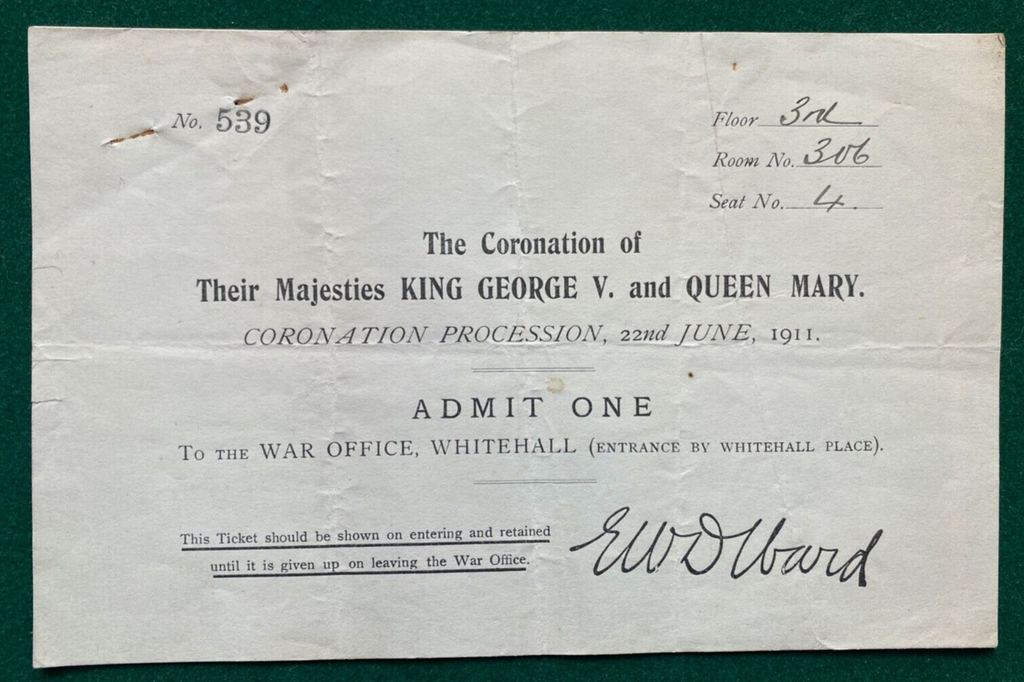 No. 539
Floor 3rd
Room No. 306
Seat No. 4.
The Coronation of
Their Majesties KING GEORGE V. and QUEEN MARY.
CORONATION PROCESSION, 22nd JUNE, 1911.
ADMIT ONE
To the WAR OFFICE, WHITEHALL (entrance by whitehall place).
This Ticket should be shown on entering and retained
until it is given up on leaving the War Office.
EWD Ward